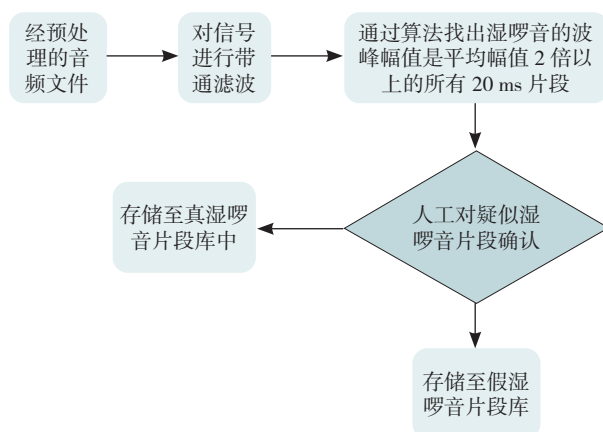 经预处
理的音
频文件
对信号
进行带
通滤波
通过算法找出湿啰音的波
峰幅值是平均幅值 2 倍以
上的所有 20 ms 片段
人工对疑似湿
啰音片段确认
存储至真湿啰
音片段库中
存储至假湿
啰音片段库